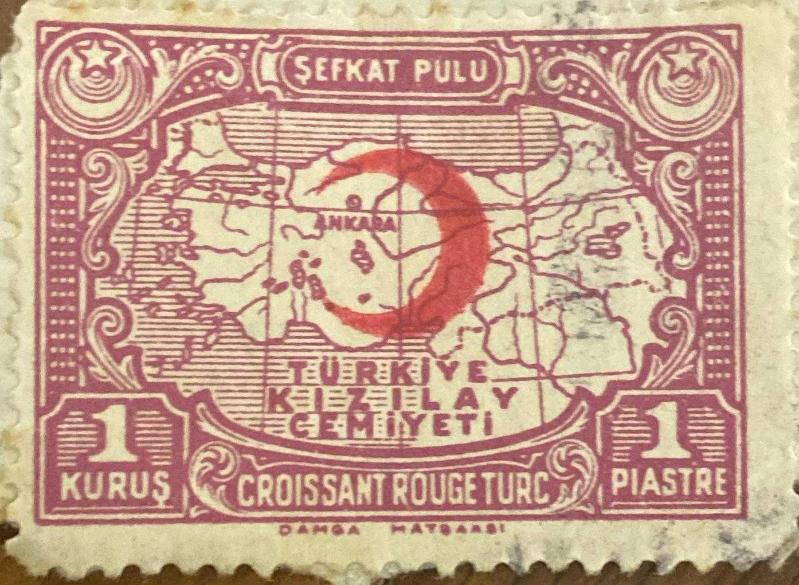 ŞEFKAT PULU
ANKARA
TÜRKİYE
KIZILAY
CEMİYETİ
1
KURUŞ
CROISSANT ROUGE TURC
1
PIASTRE
DAMGA MATBAASI